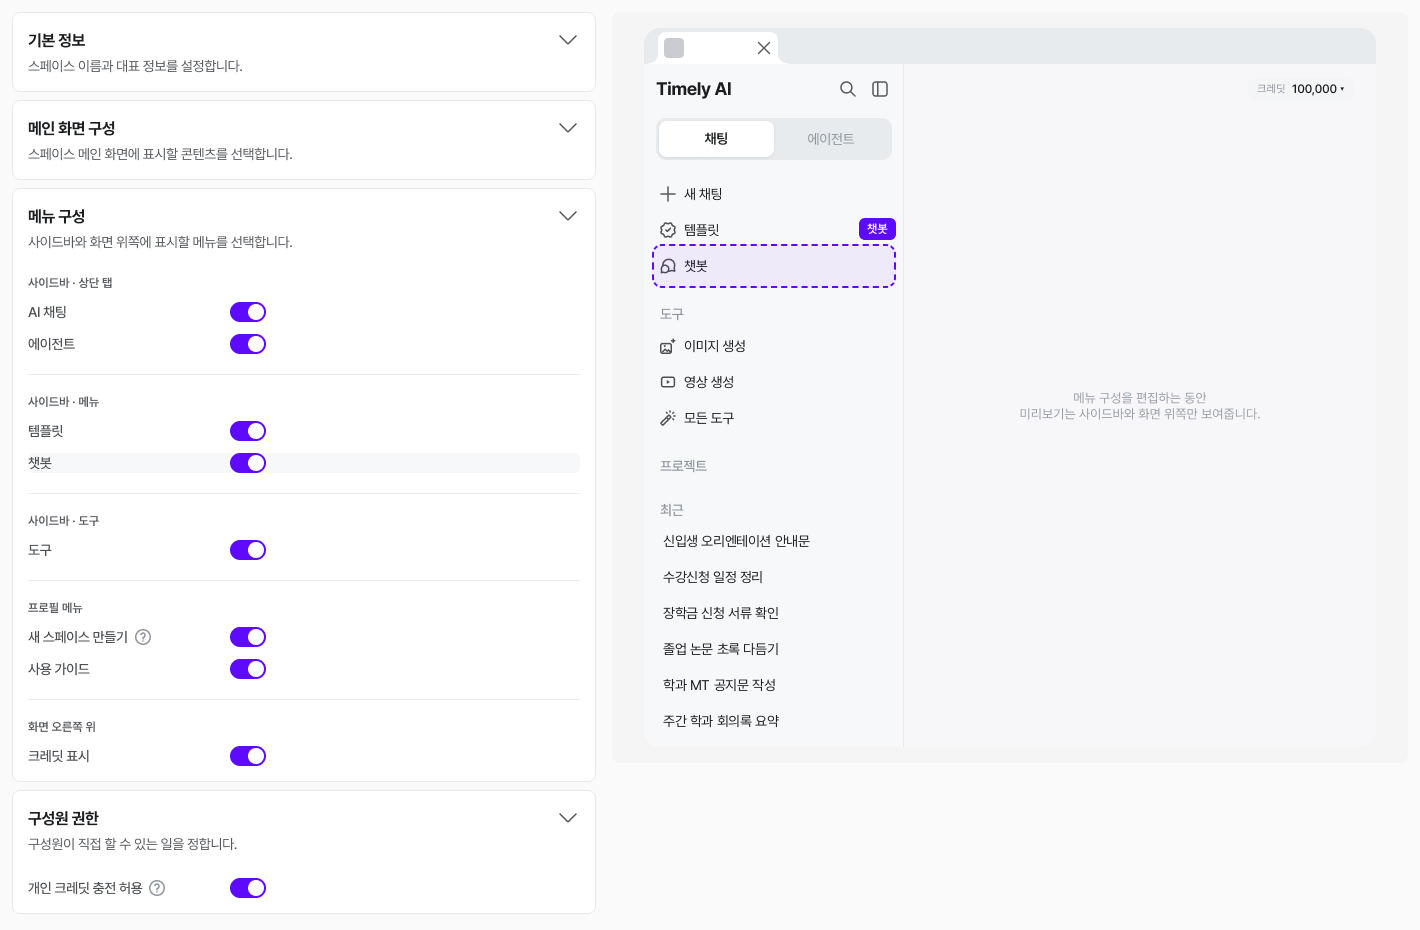 기본 정보
스페이스 이름과 대표 정보를 설정합니다.
메인 화면 구성
스페이스 메인 화면에 표시할 콘텐츠를 선택합니다.
메뉴 구성
사이드바와 화면 위쪽에 표시할 메뉴를 선택합니다.
사이드바 · 상단 탭
AI 채팅
에이전트
사이드바 · 메뉴
템플릿
챗봇
사이드바 · 도구
도구
프로필 메뉴
새 스페이스 만들기
사용 가이드
화면 오른쪽 위
크레딧 표시
구성원 권한
구성원이 직접 할 수 있는 일을 정합니다.
개인 크레딧 충전 허용
Timely AI
크레딧 100,000
채팅
에이전트
새 채팅
템플릿
챗봇
챗봇
도구
이미지 생성
영상 생성
모든 도구
프로젝트
최근
신입생 오리엔테이션 안내문
수강신청 일정 정리
장학금 신청 서류 확인
졸업 논문 초록 다듬기
학과 MT 공지문 작성
주간 학과 회의록 요약
메뉴 구성을 편집하는 동안
미리보기는 사이드바와 화면 위쪽만 보여줍니다.